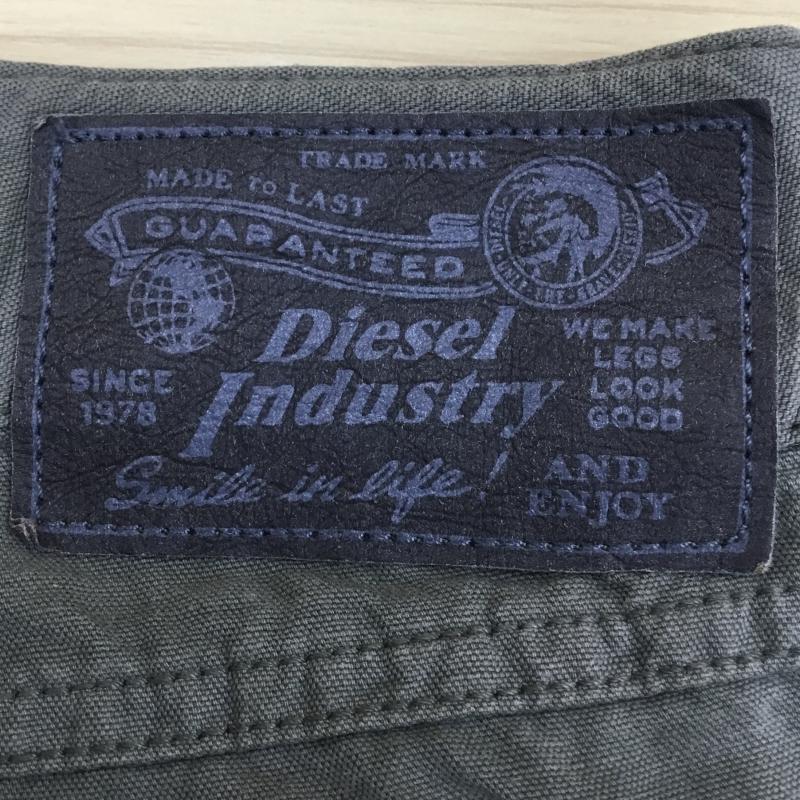 TRADE MARK
MADE TO LAST
GUARANTEED
DIESEL
Diesel
Industry
SINCE
1978
WE MAKE
LEGS
LOOK
GOOD
Smile in life!
AND
ENJOY